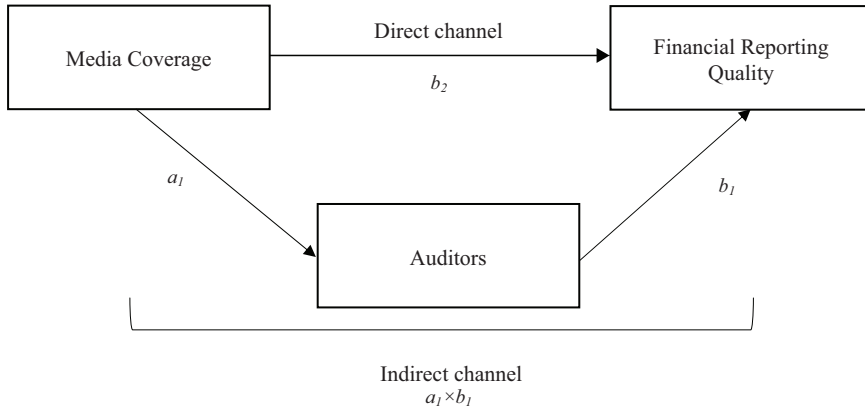 Direct channel
Media Coverage
Financial Reporting
Quality
b₂
a₁
b₁
Auditors
Indirect channel
a₁×b₁